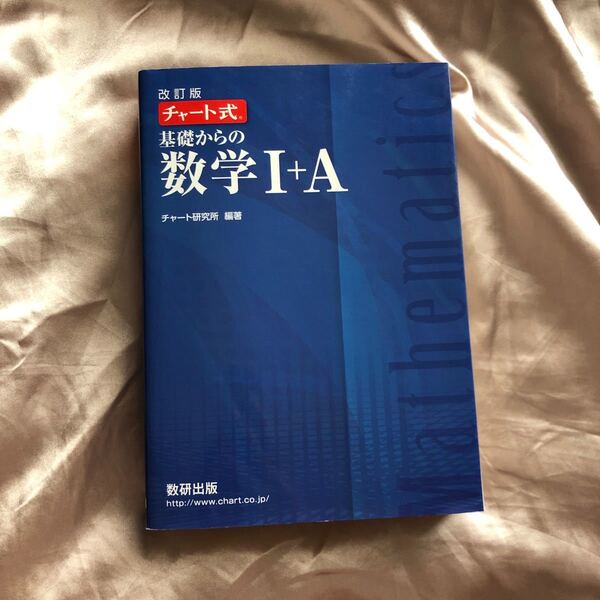 改訂版
チャート式®
基礎からの
数学Ⅰ+A
チャート研究所 編著
Mathematics
数研出版
http://www.chart.co.jp/